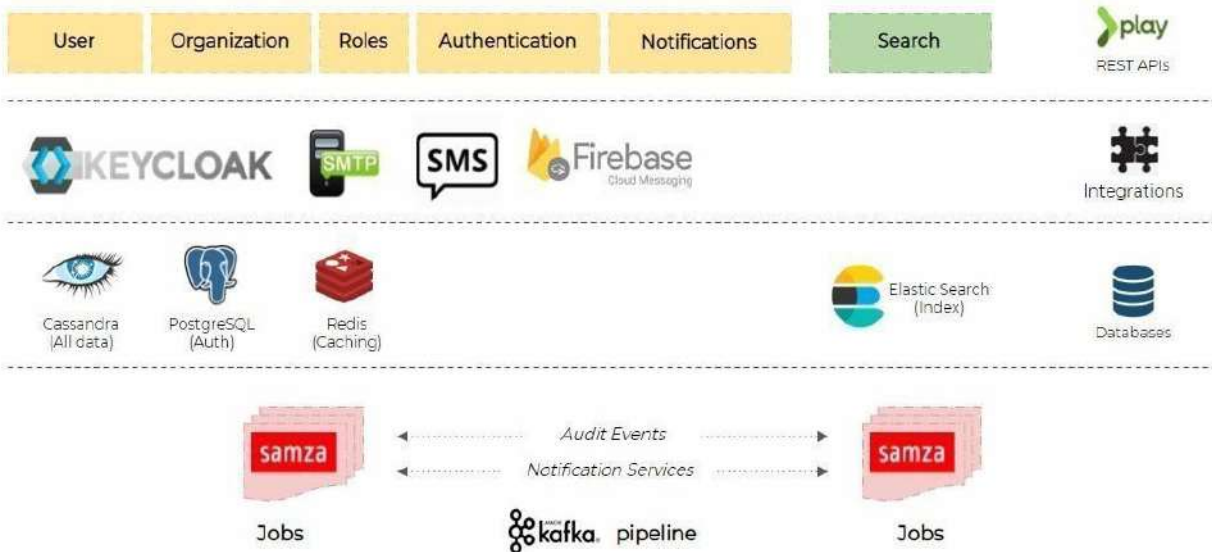 User
Organization
Roles
Authentication
Notifications
Search
play
REST APIs
KEYCLOAK
SMTP
SMS
Firebase
Cloud Messaging
Integrations
Cassandra
(All data)
PostgreSQL
(Auth)
Redis
(Caching)
Elastic Search
(Index)
Databases
samza
Audit Events
samza
Notification Services
Jobs
kafka. pipeline
Jobs